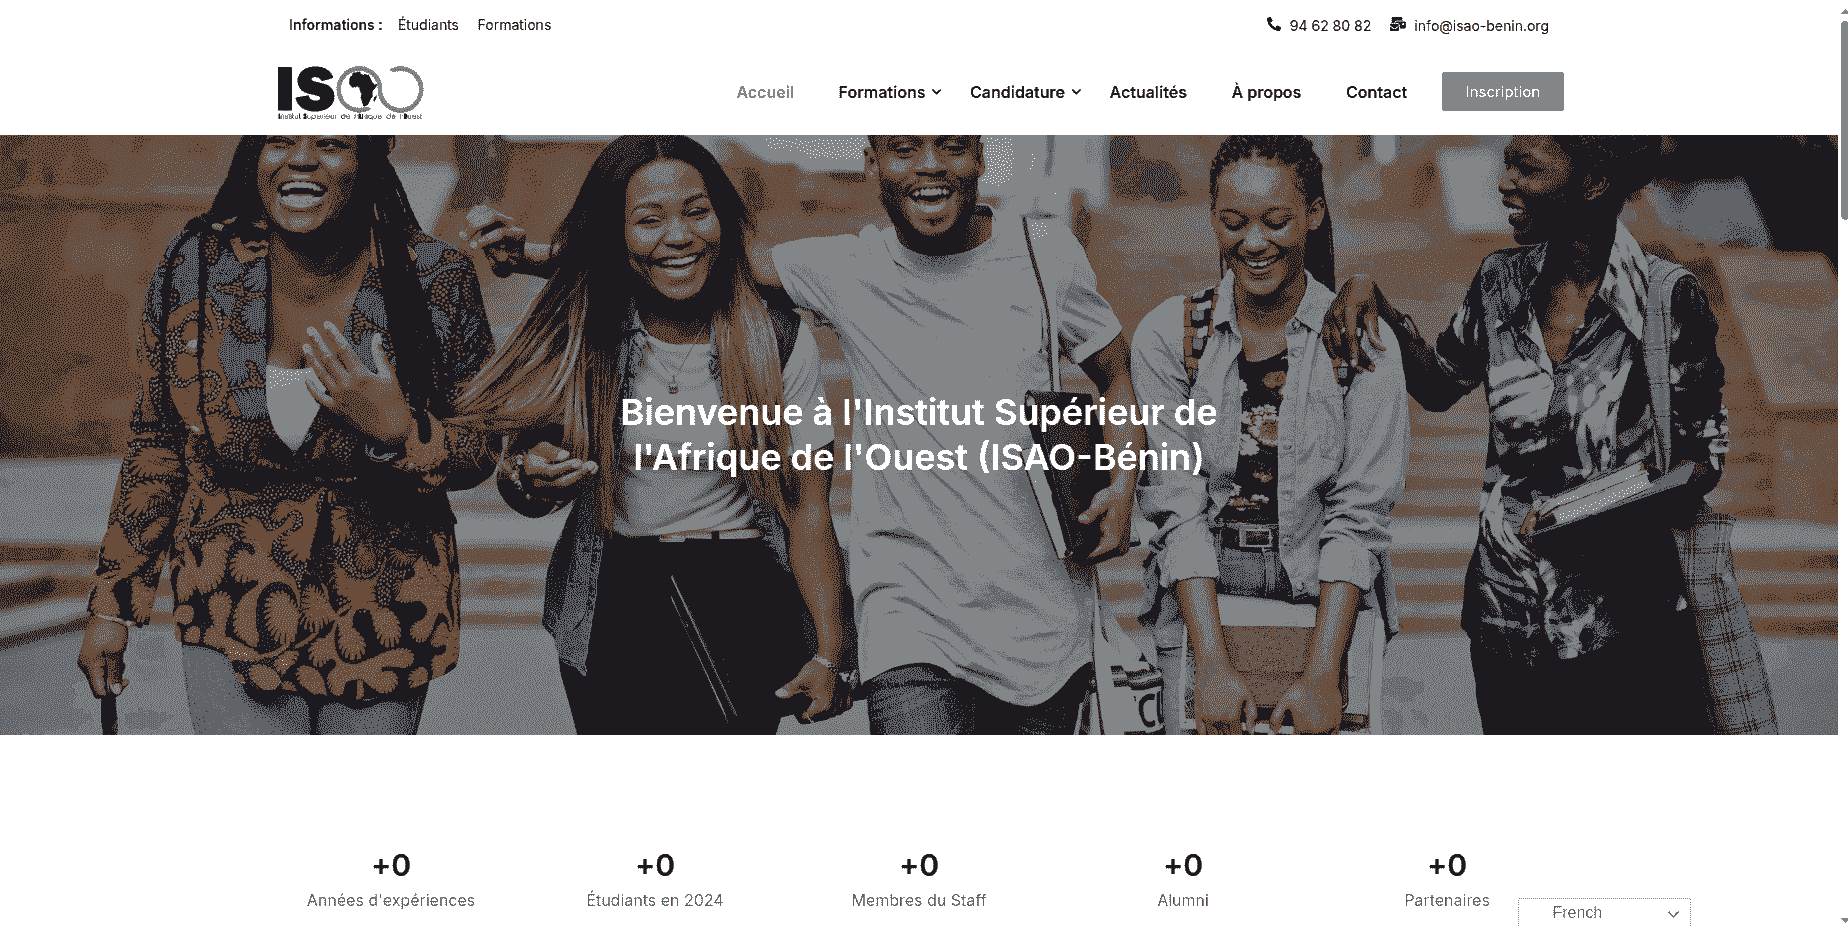 Informations : Étudiants Formations
94 62 80 82 info@isao-benin.org
ISAO
Institut Supérieur de l'Afrique de l'Ouest
Accueil Formations Candidature Actualités À propos Contact Inscription
Bienvenue à l'Institut Supérieur de
l'Afrique de l'Ouest (ISAO-Bénin)
+0 +0 +0 +0 +0
Années d'expériences Étudiants en 2024 Membres du Staff Alumni Partenaires
French